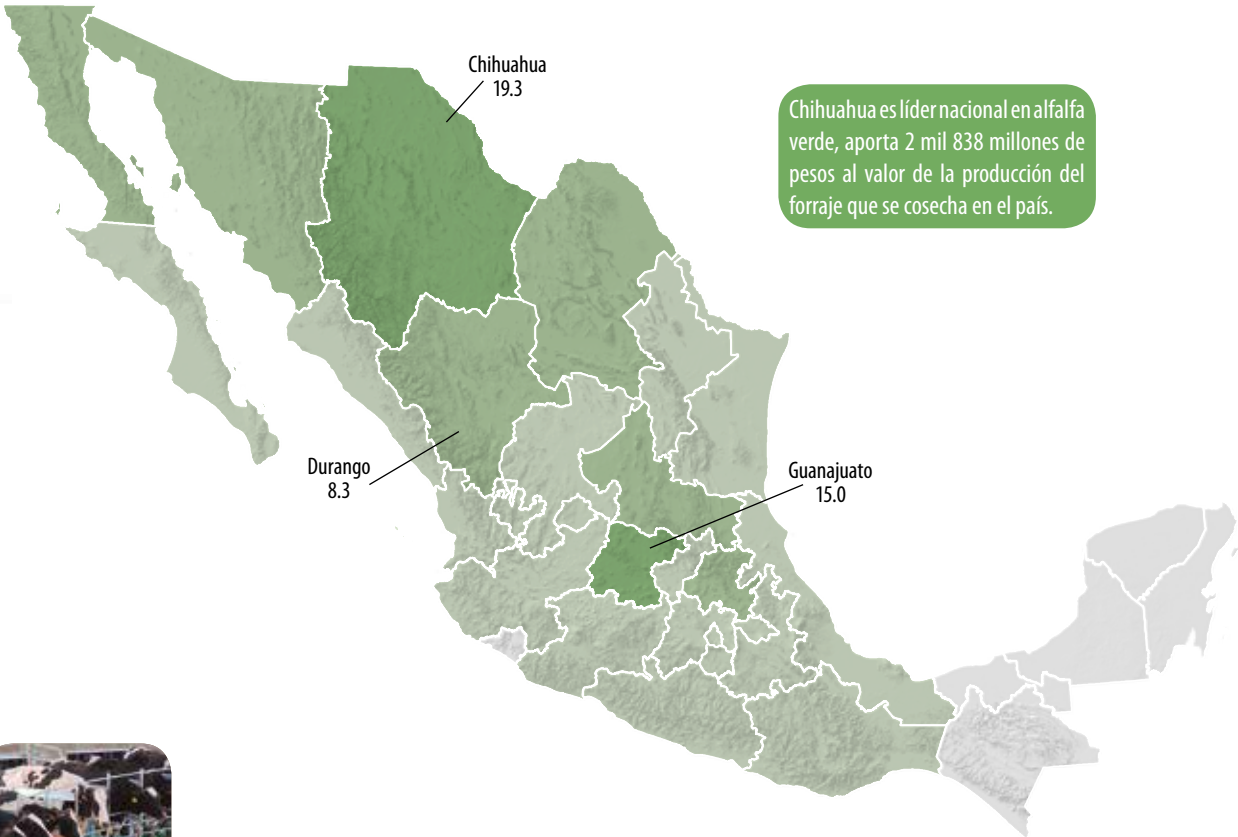 Chihuahua
19.3
Chihuahua es líder nacional en alfalfa
verde, aporta 2 mil 838 millones de
pesos al valor de la producción del
forraje que se cosecha en el país.
Durango
8.3
Guanajuato
15.0